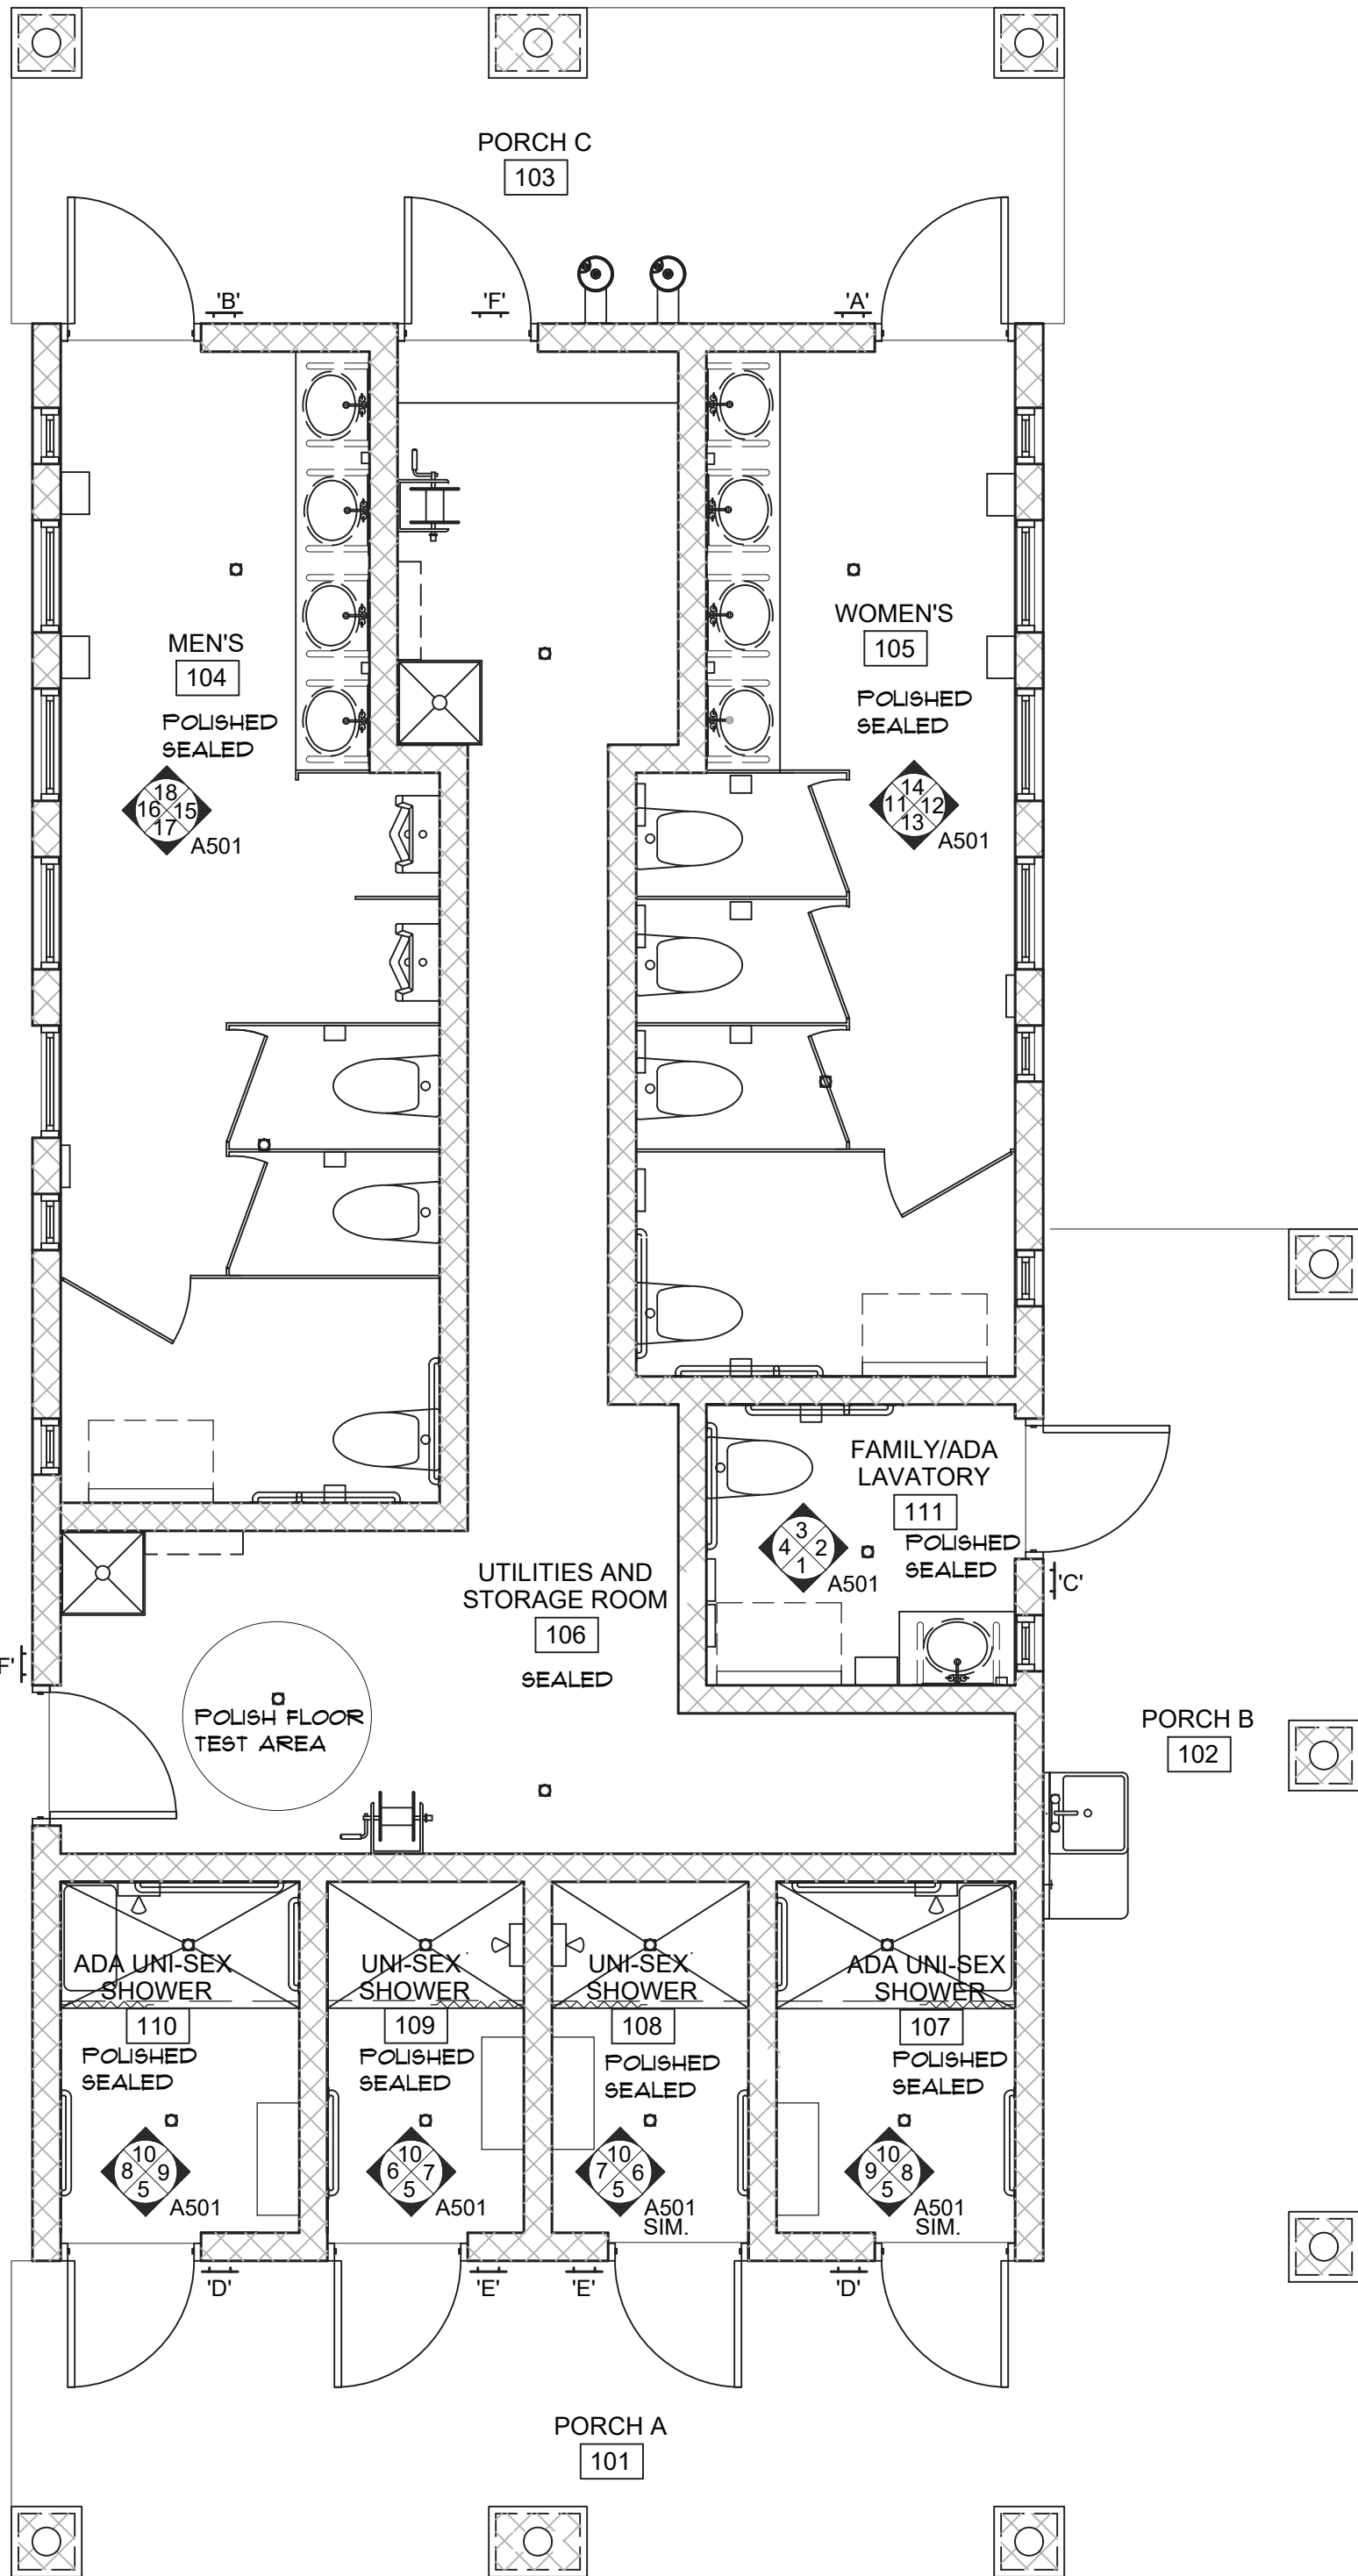 PORCH C
103
'B'
'F'
'A'
MEN'S
104
POLISHED
SEALED
18
16 15
17
A501
WOMEN'S
105
POLISHED
SEALED
14
11 12
13
A501
FAMILY/ADA
LAVATORY
111
POLISHED
SEALED
3
4 2
1
A501
'C'
UTILITIES AND
STORAGE ROOM
106
SEALED
F'
POLISH FLOOR
TEST AREA
PORCH B
102
ADA UNI-SEX
SHOWER
110
POLISHED
SEALED
10
8 9
5
A501
UNI-SEX
SHOWER
109
POLISHED
SEALED
10
6 7
5
A501
UNI-SEX
SHOWER
108
POLISHED
SEALED
10
7 6
5
A501
SIM.
ADA UNI-SEX
SHOWER
107
POLISHED
SEALED
10
9 8
5
A501
SIM.
'D'
'E'
'E'
'D'
PORCH A
101